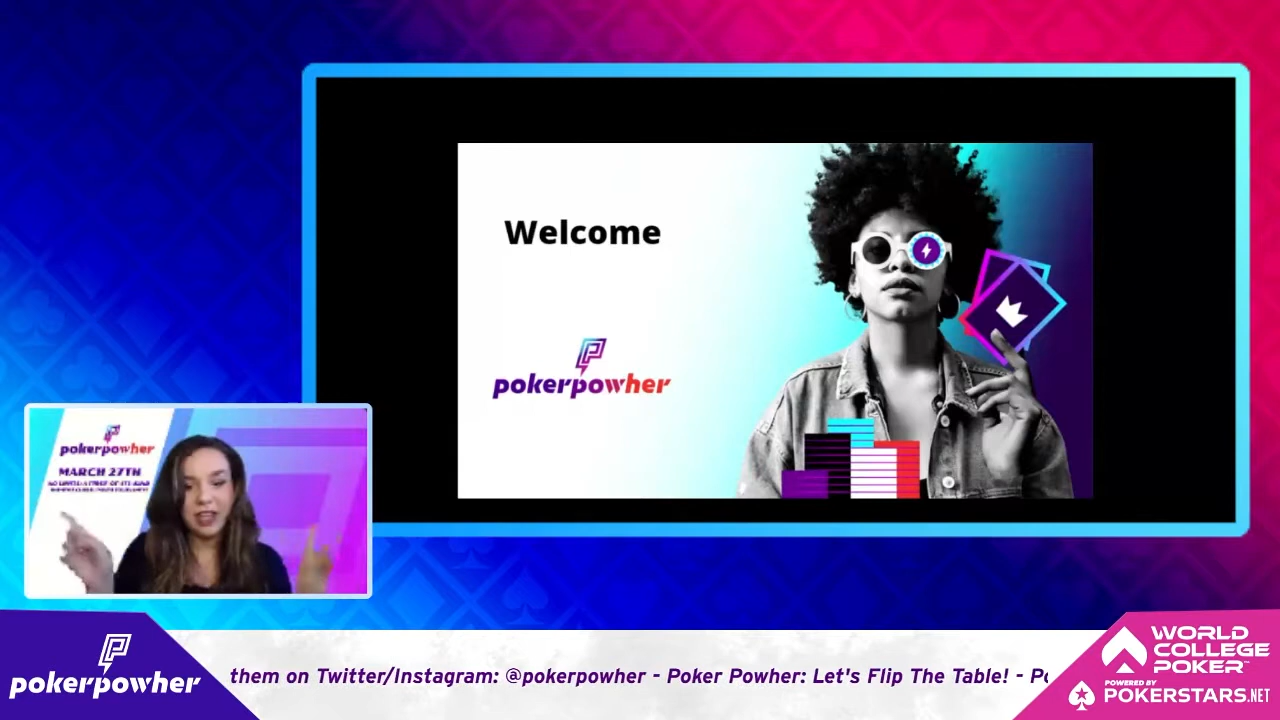 Welcome
pokerpowher
pokerpowher
MARCH 27TH
pokerpowher
them on Twitter/Instagram: @pokerpowher - Poker Powher: Let's Flip The Table! - Po
WORLD
COLLEGE
POKER™
POWERED BY
POKERSTARS.NET